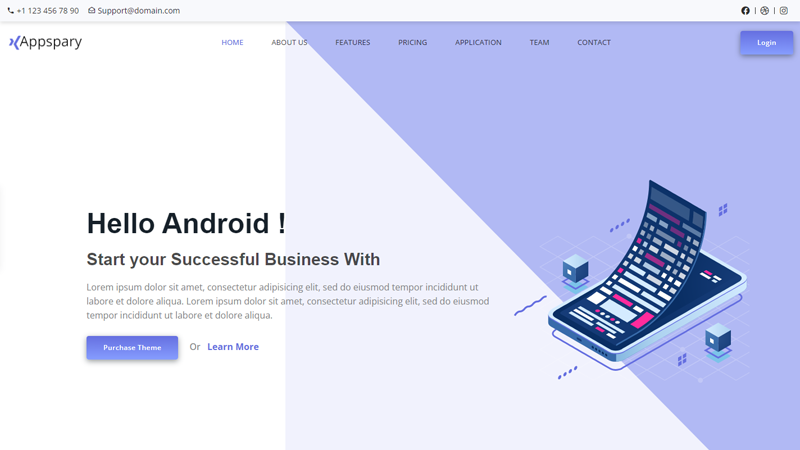 +1 123 456 78 90 Support@domain.com
Appspary HOME ABOUT US FEATURES PRICING APPLICATION TEAM CONTACT Login
Hello Android !
Start your Successful Business With
Lorem ipsum dolor sit amet, consectetur adipisicing elit, sed do eiusmod tempor incididunt ut
labore et dolore aliqua. Lorem ipsum dolor sit amet, consectetur adipisicing elit, sed do eiusmod
tempor incididunt ut labore et dolore aliqua.
Purchase Theme Or Learn More